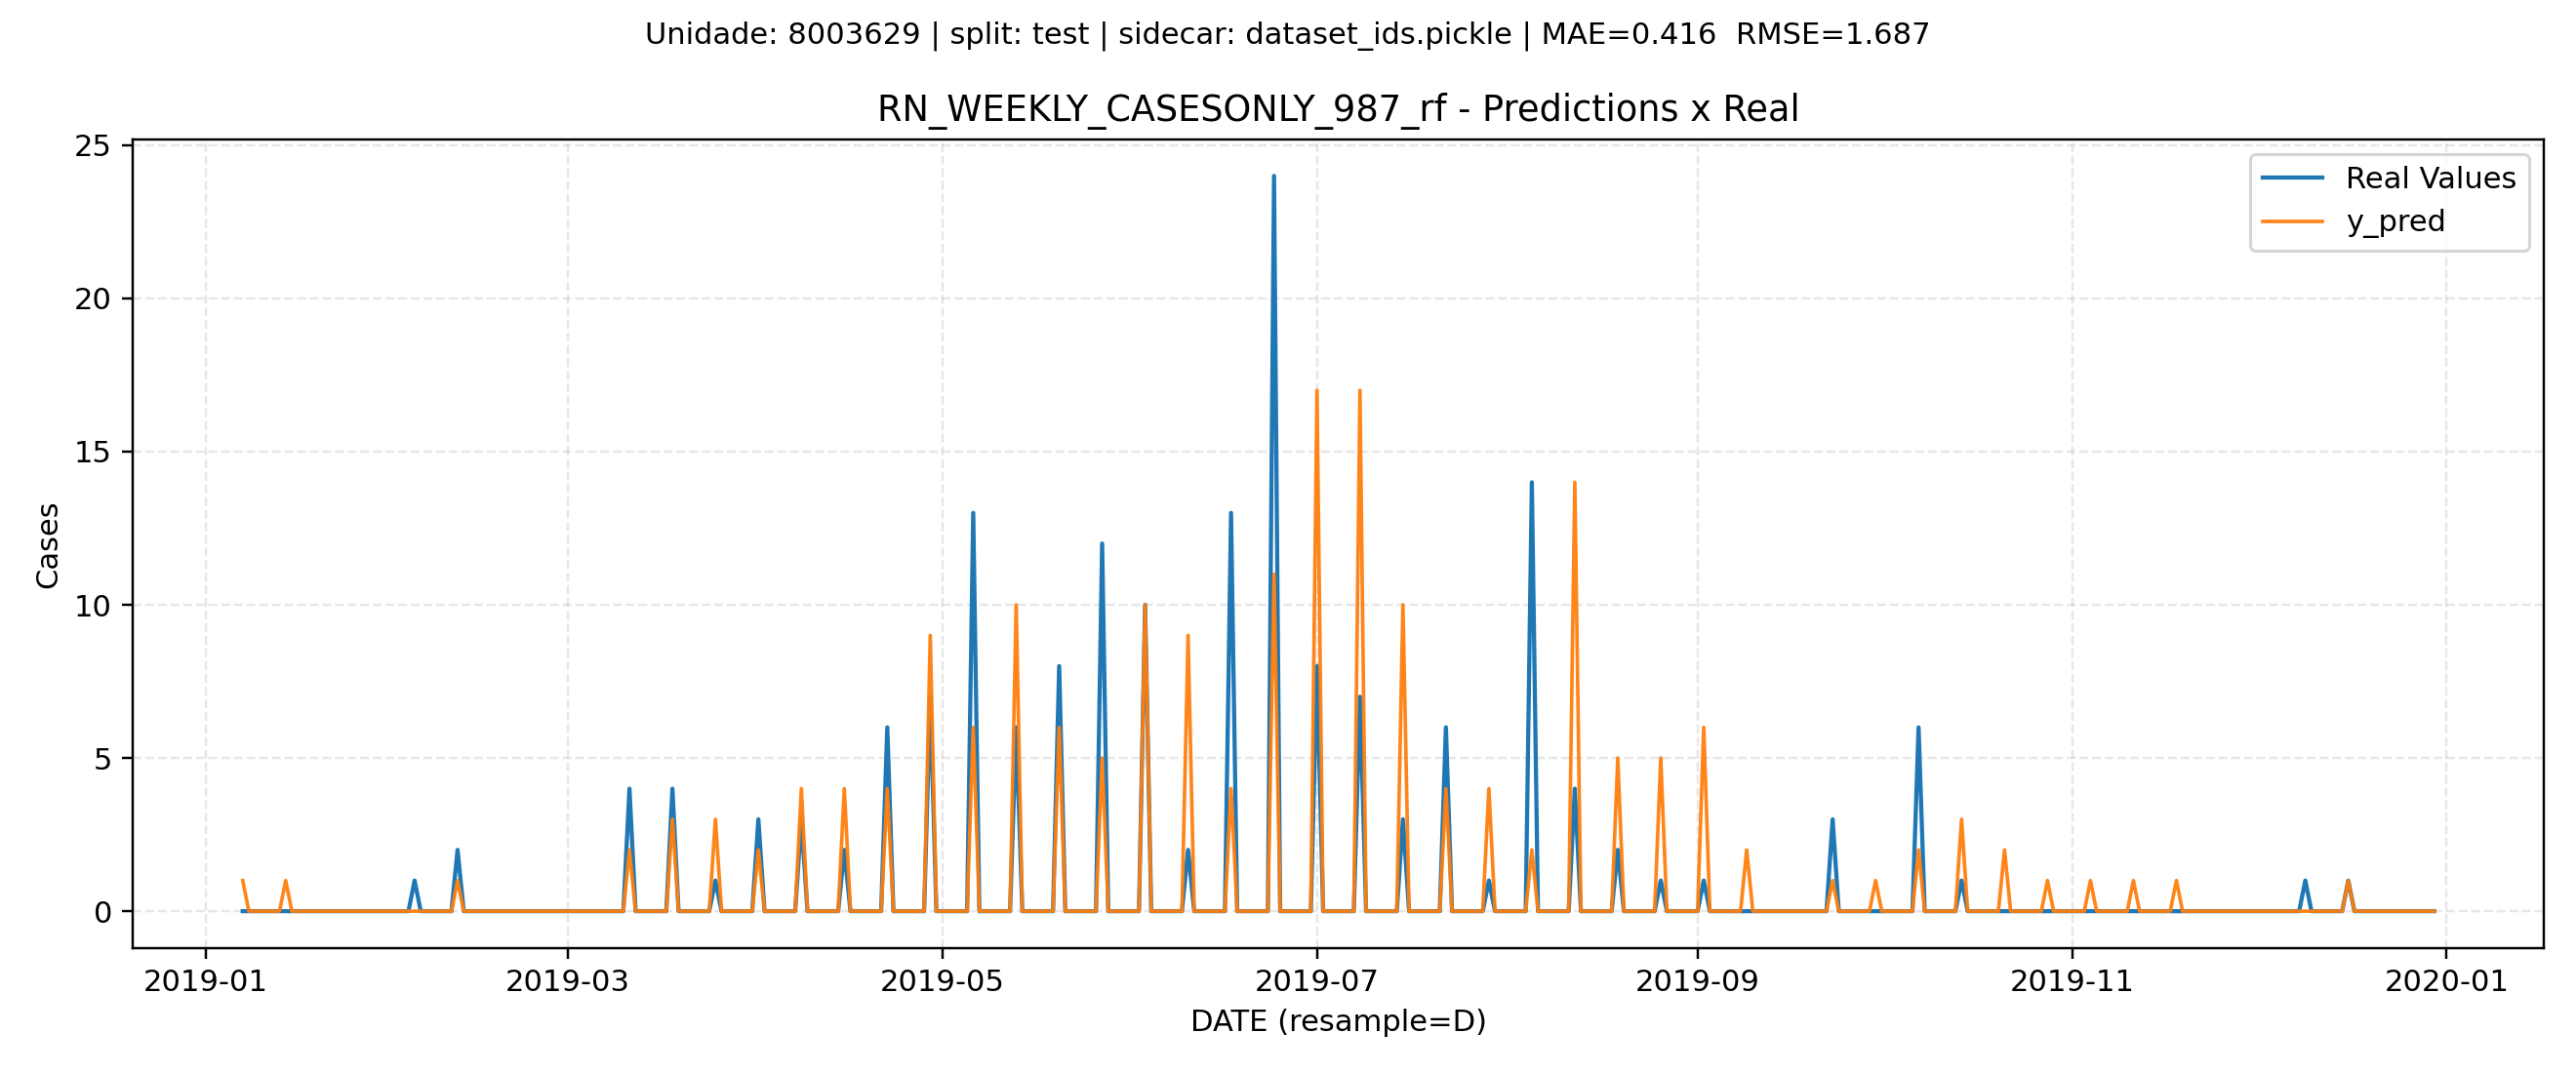 Unidade: 8003629 | split: test | sidecar: dataset_ids.pickle | MAE=0.416  RMSE=1.687
RN_WEEKLY_CASESONLY_987_rf - Predictions x Real
Real Values
y_pred
Cases
25
20
15
10
5
0
2019-01
2019-03
2019-05
2019-07
2019-09
2019-11
2020-01
DATE (resample=D)